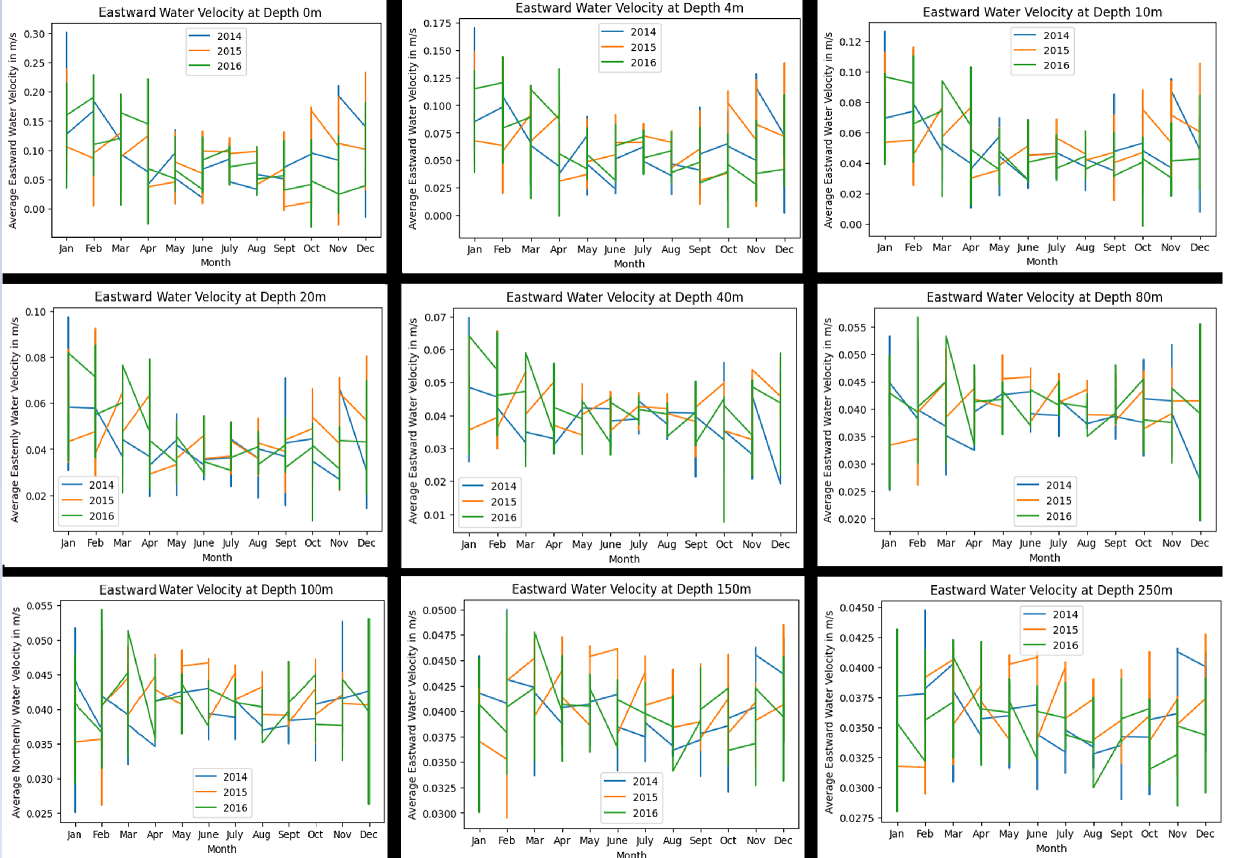 Eastward Water Velocity at Depth 0m
Average Eastward Water Velocity in m/s
0.30
0.25
0.20
0.15
0.10
0.05
0.00
2014
2015
2016
Jan Feb Mar Apr May June July Aug Sept Oct Nov Dec
Month
Eastward Water Velocity at Depth 4m
Average Eastward Water Velocity in m/s
0.175
0.150
0.125
0.100
0.075
0.050
0.025
0.000
2014
2015
2016
Jan Feb Mar Apr May June July Aug Sept Oct Nov Dec
Month
Eastward Water Velocity at Depth 10m
Average Eastward Water Velocity in m/s
0.12
0.10
0.08
0.06
0.04
0.02
0.00
2014
2015
2016
Jan Feb Mar Apr May June July Aug Sept Oct Nov Dec
Month
Eastward Water Velocity at Depth 20m
Average Easternly Water Velocity in m/s
0.10
0.08
0.06
0.04
0.02
2014
2015
2016
Jan Feb Mar Apr May June July Aug Sept Oct Nov Dec
Month
Eastward Water Velocity at Depth 40m
Average Eastward Water Velocity in m/s
0.07
0.06
0.05
0.04
0.03
0.02
0.01
2014
2015
2016
Jan Feb Mar Apr May June July Aug Sept Oct Nov Dec
Month
Eastward Water Velocity at Depth 80m
Average Eastward Water Velocity in m/s
0.055
0.050
0.045
0.040
0.035
0.030
0.025
0.020
2014
2015
2016
Jan Feb Mar Apr May June July Aug Sept Oct Nov Dec
Month
Eastward Water Velocity at Depth 100m
Average Northernly Water Velocity in m/s
0.055
0.050
0.045
0.040
0.035
0.030
0.025
2014
2015
2016
Jan Feb Mar Apr May June July Aug Sept Oct Nov Dec
Month
Eastward Water Velocity at Depth 150m
Average Eastward Water Velocity in m/s
0.0500
0.0475
0.0450
0.0425
0.0400
0.0375
0.0350
0.0325
0.0300
2014
2015
2016
Jan Feb Mar Apr May June July Aug Sept Oct Nov Dec
Month
Eastward Water Velocity at Depth 250m
Average Eastward Water Velocity in m/s
0.0450
0.0425
0.0400
0.0375
0.0350
0.0325
0.0300
0.0275
2014
2015
2016
Jan Feb Mar Apr May June July Aug Sept Oct Nov Dec
Month